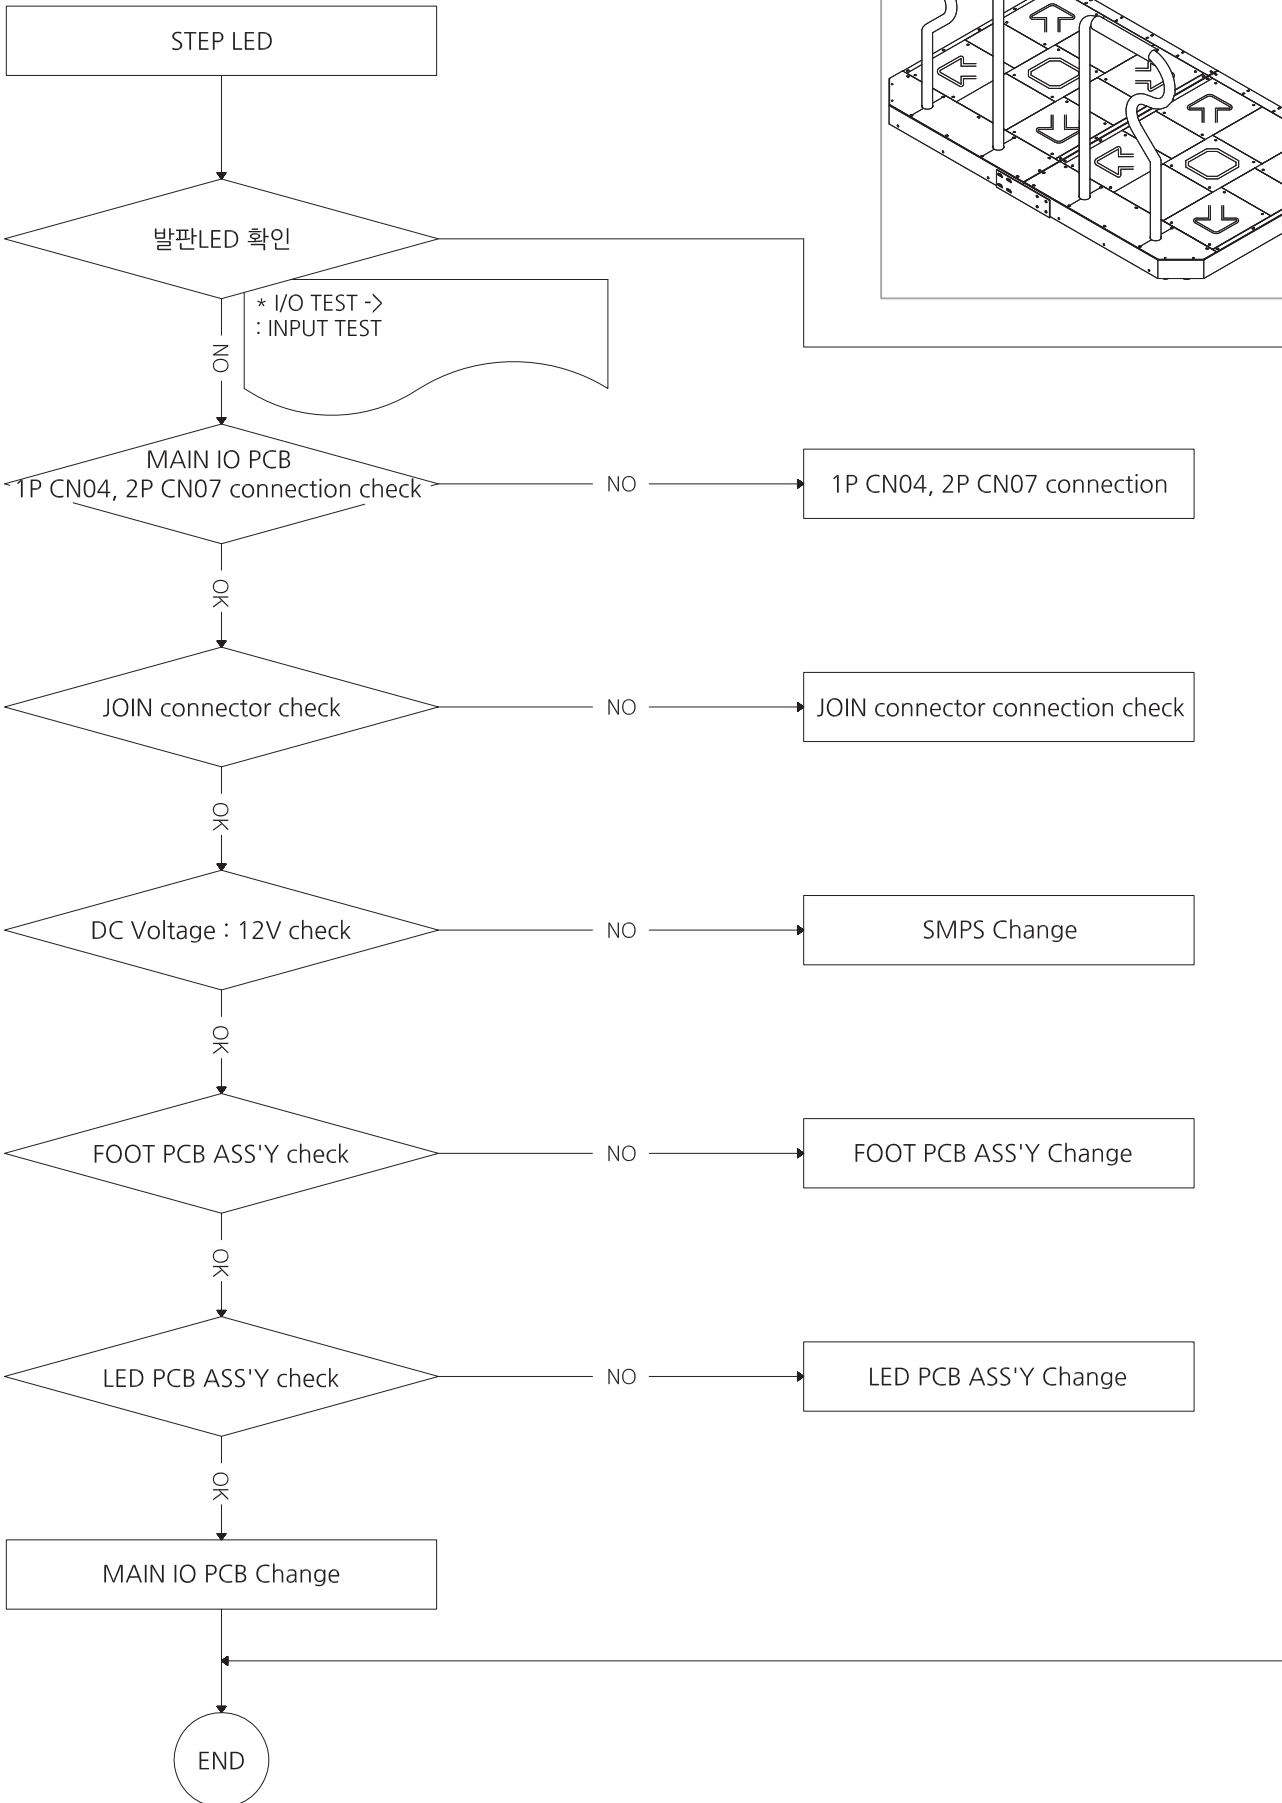 STEP LED
발판LED 확인
* I/O TEST ->
: INPUT TEST
NO
MAIN IO PCB
1P CN04, 2P CN07 connection check
NO
1P CN04, 2P CN07 connection
OK
JOIN connector check
NO
JOIN connector connection check
OK
DC Voltage : 12V check
NO
SMPS Change
OK
FOOT PCB ASS'Y check
NO
FOOT PCB ASS'Y Change
OK
LED PCB ASS'Y check
NO
LED PCB ASS'Y Change
OK
MAIN IO PCB Change
END